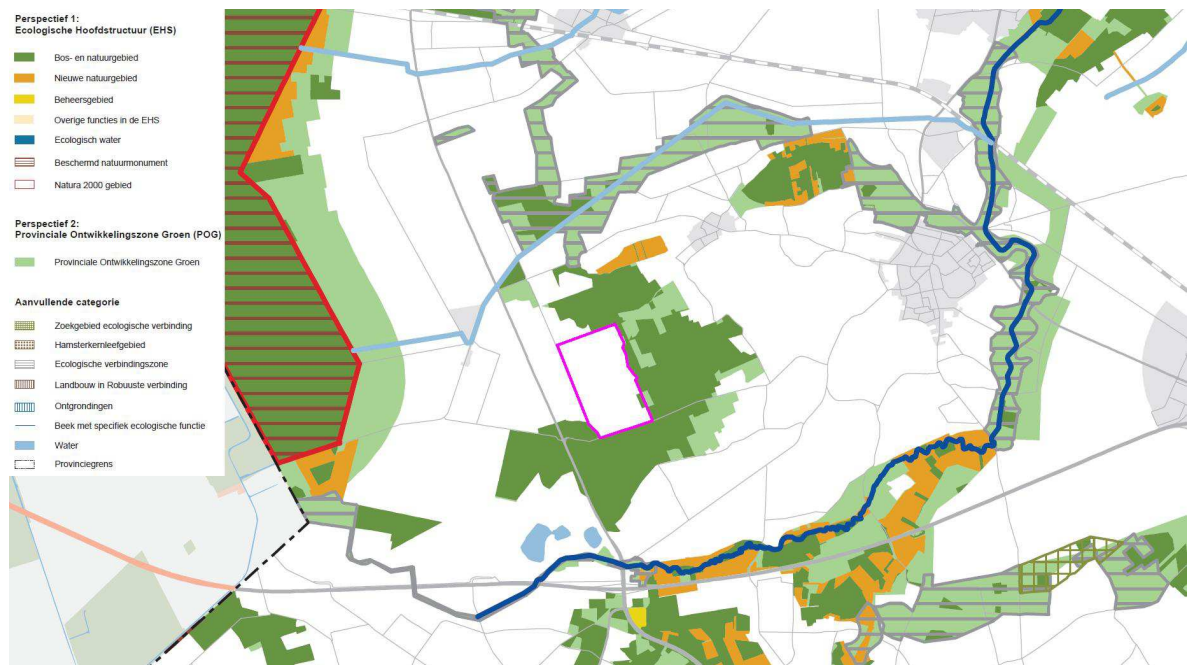 Perspectief 1:
Ecologische Hoofdstructuur (EHS)
Bos- en natuurgebied
Nieuwe natuurgebied
Beheersgebied
Overige functies in de EHS
Ecologisch water
Beschermd natuurmonument
Natura 2000 gebied
Perspectief 2:
Provinciale Ontwikkelingszone Groen (POG)
Provinciale Ontwikkelingszone Groen
Aanvullende categorie
Zoekgebied ecologische verbinding
Hamsterkernleefgebied
Ecologische verbindingszone
Landbouw in Robuuste verbinding
Ontgrondingen
Beek met specifiek ecologische functie
Water
Provinciegrens